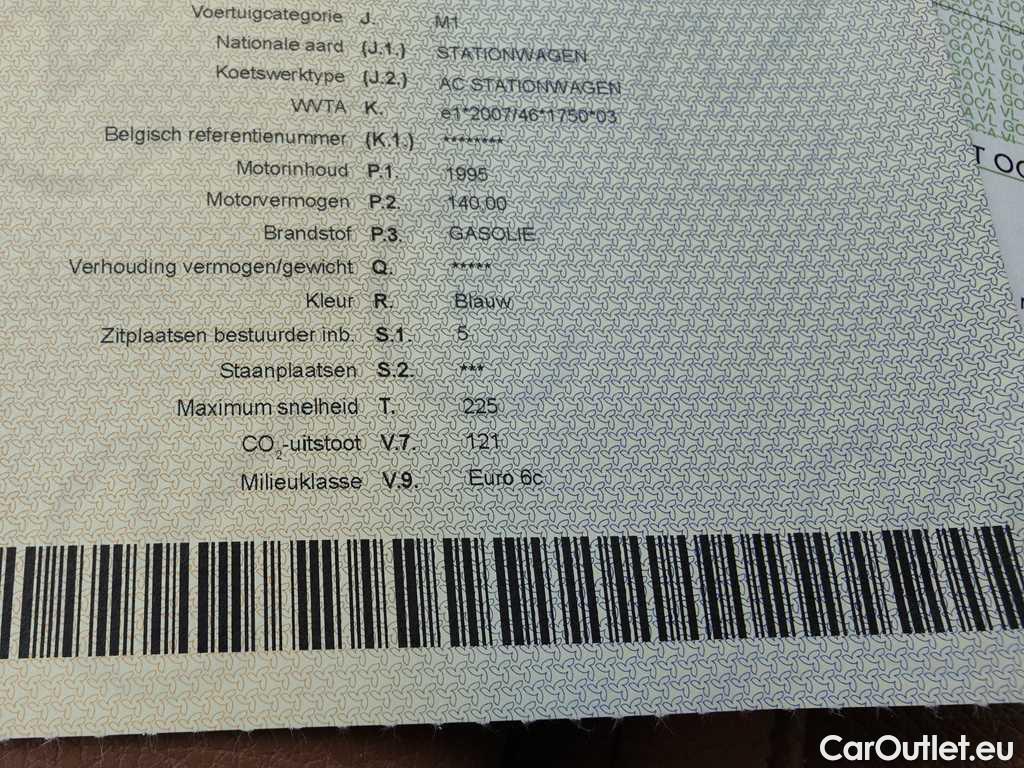 Voertuigcategorie J. M1
Nationale aard (J.1.) STATIONWAGEN
Koetswerktype (J.2.) AC STATIONWAGEN
WVTA K. e1*2007/46*1750*03
Belgisch referentienummer (K.1.) ********
Motorinhoud P.1. 1995
Motorvermogen P.2. 140,00
Brandstof P.3. GASOLIE
Verhouding vermogen/gewicht Q. *****
Kleur R. Blauw
Zitplaatsen bestuurder inb. S.1. 5
Staanplaatsen S.2. ***
Maximum snelheid T. 225
CO2-uitstoot V.7. 121
Milieuklasse V.9. Euro 6c
CarOutlet.eu